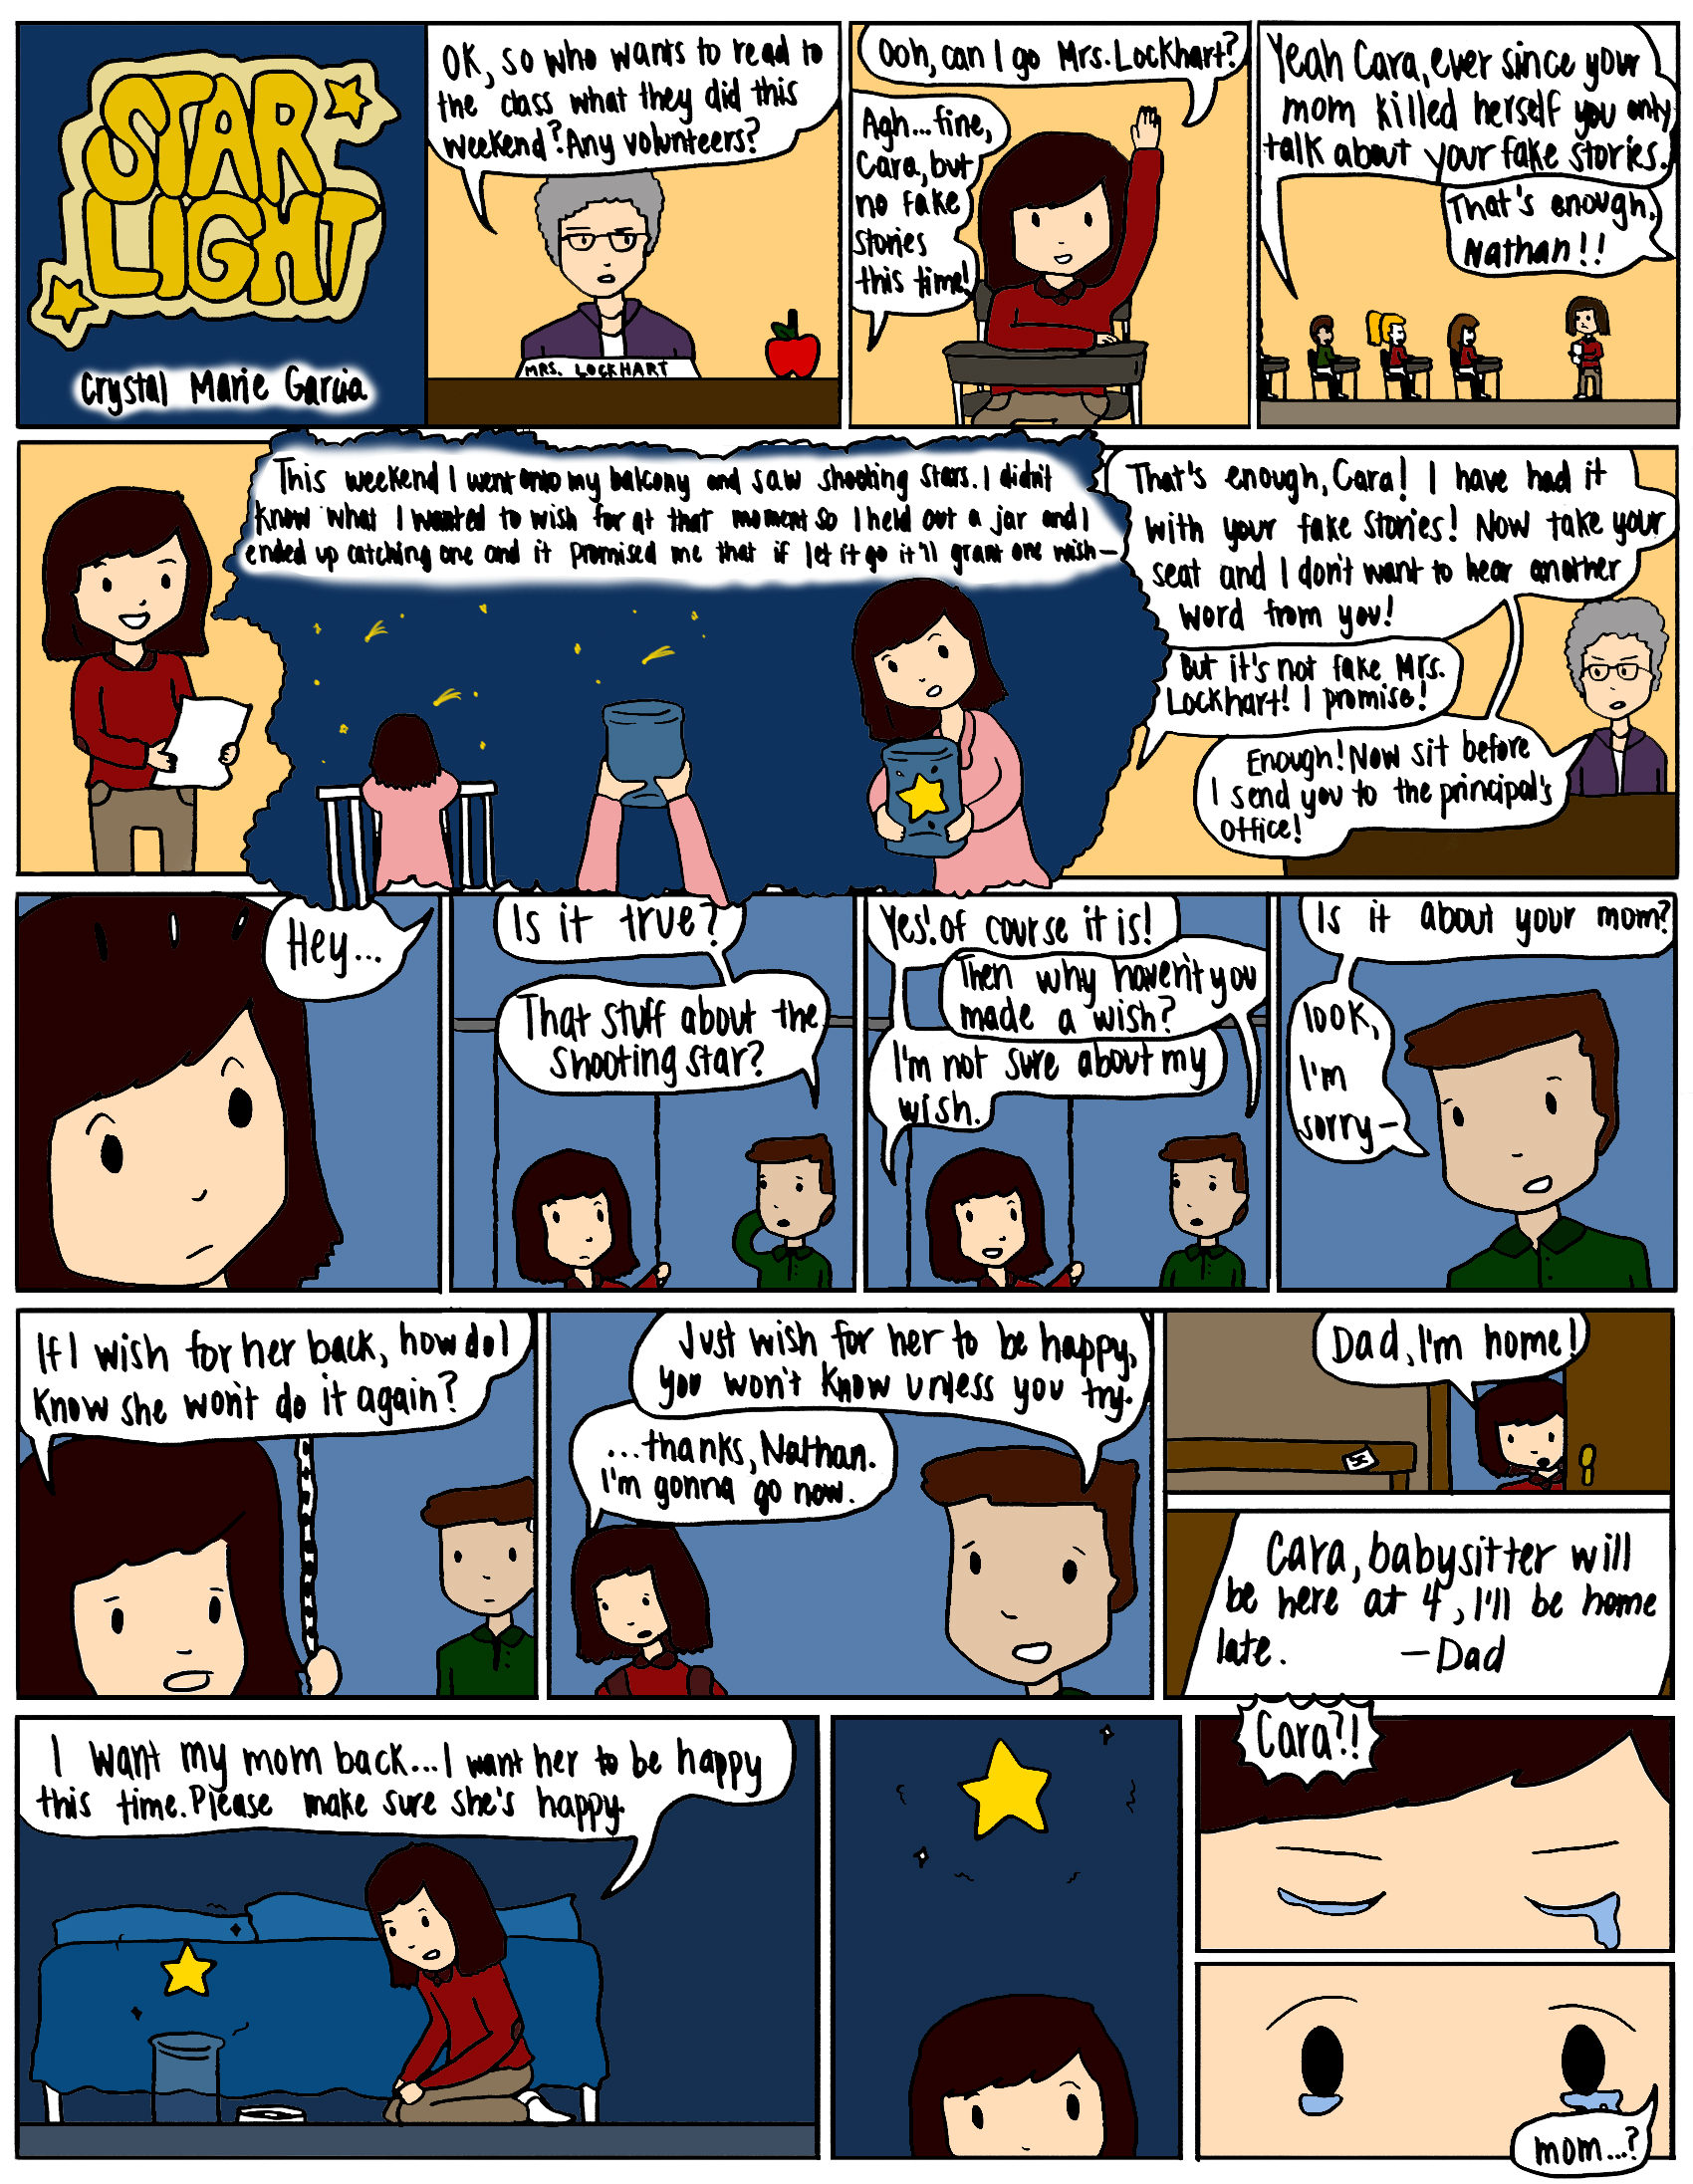 STAR
LIGHT
Crystal Marie Garcia
OK, so who wants to read to
the class what they did this
weekend? Any volunteers?
MRS. LOCKHART
Ooh, can I go Mrs. Lockhart?
Agh... fine,
Cara, but
no fake
stories
this time!
Yeah Cara, ever since your
mom killed herself you only
talk about your fake stories.
That's enough,
Nathan!!
This weekend I went onto my balcony and saw shooting stars. I didn't
know what I wanted to wish for at that moment so I held out a jar and I
ended up catching one and it promised me that if let it go it'll grant one wish—
That's enough, Cara! I have had it
with your fake stories! Now take your
seat and I don't want to hear another
word from you!
But it's not fake Mrs.
Lockhart! I promise!
Enough! Now sit before
I send you to the principal's
office!
Hey...
Is it true?
That stuff about the
shooting star?
Yes! of course it is!
Then why haven't you
made a wish?
I'm not sure about my
wish.
Is it about your mom?
look,
I'm
sorry—
If I wish for her back, how do I
know she won't do it again?
Just wish for her to be happy,
you won't know unless you try.
...thanks, Nathan.
I'm gonna go now.
Dad, I'm home!
Cara, babysitter will
be here at 4, I'll be home
late. —Dad
I want my mom back... I want her to be happy
this time. Please make sure she's happy.
Cara?!
mom...?